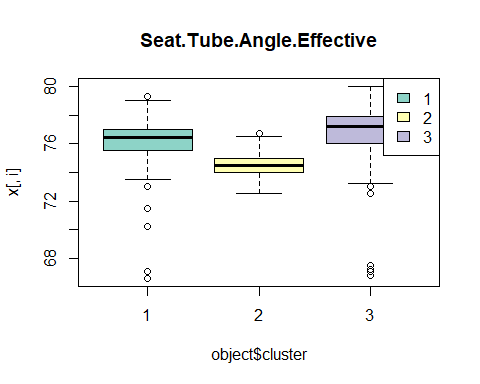 Seat.Tube.Angle.Effective
x[, i]
80
76
72
68
1
2
3
1 2 3
object$cluster